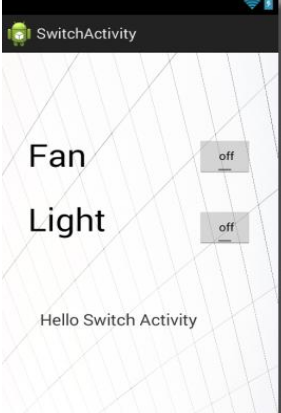 SwitchActivity
Fan off
Light off
Hello Switch Activity